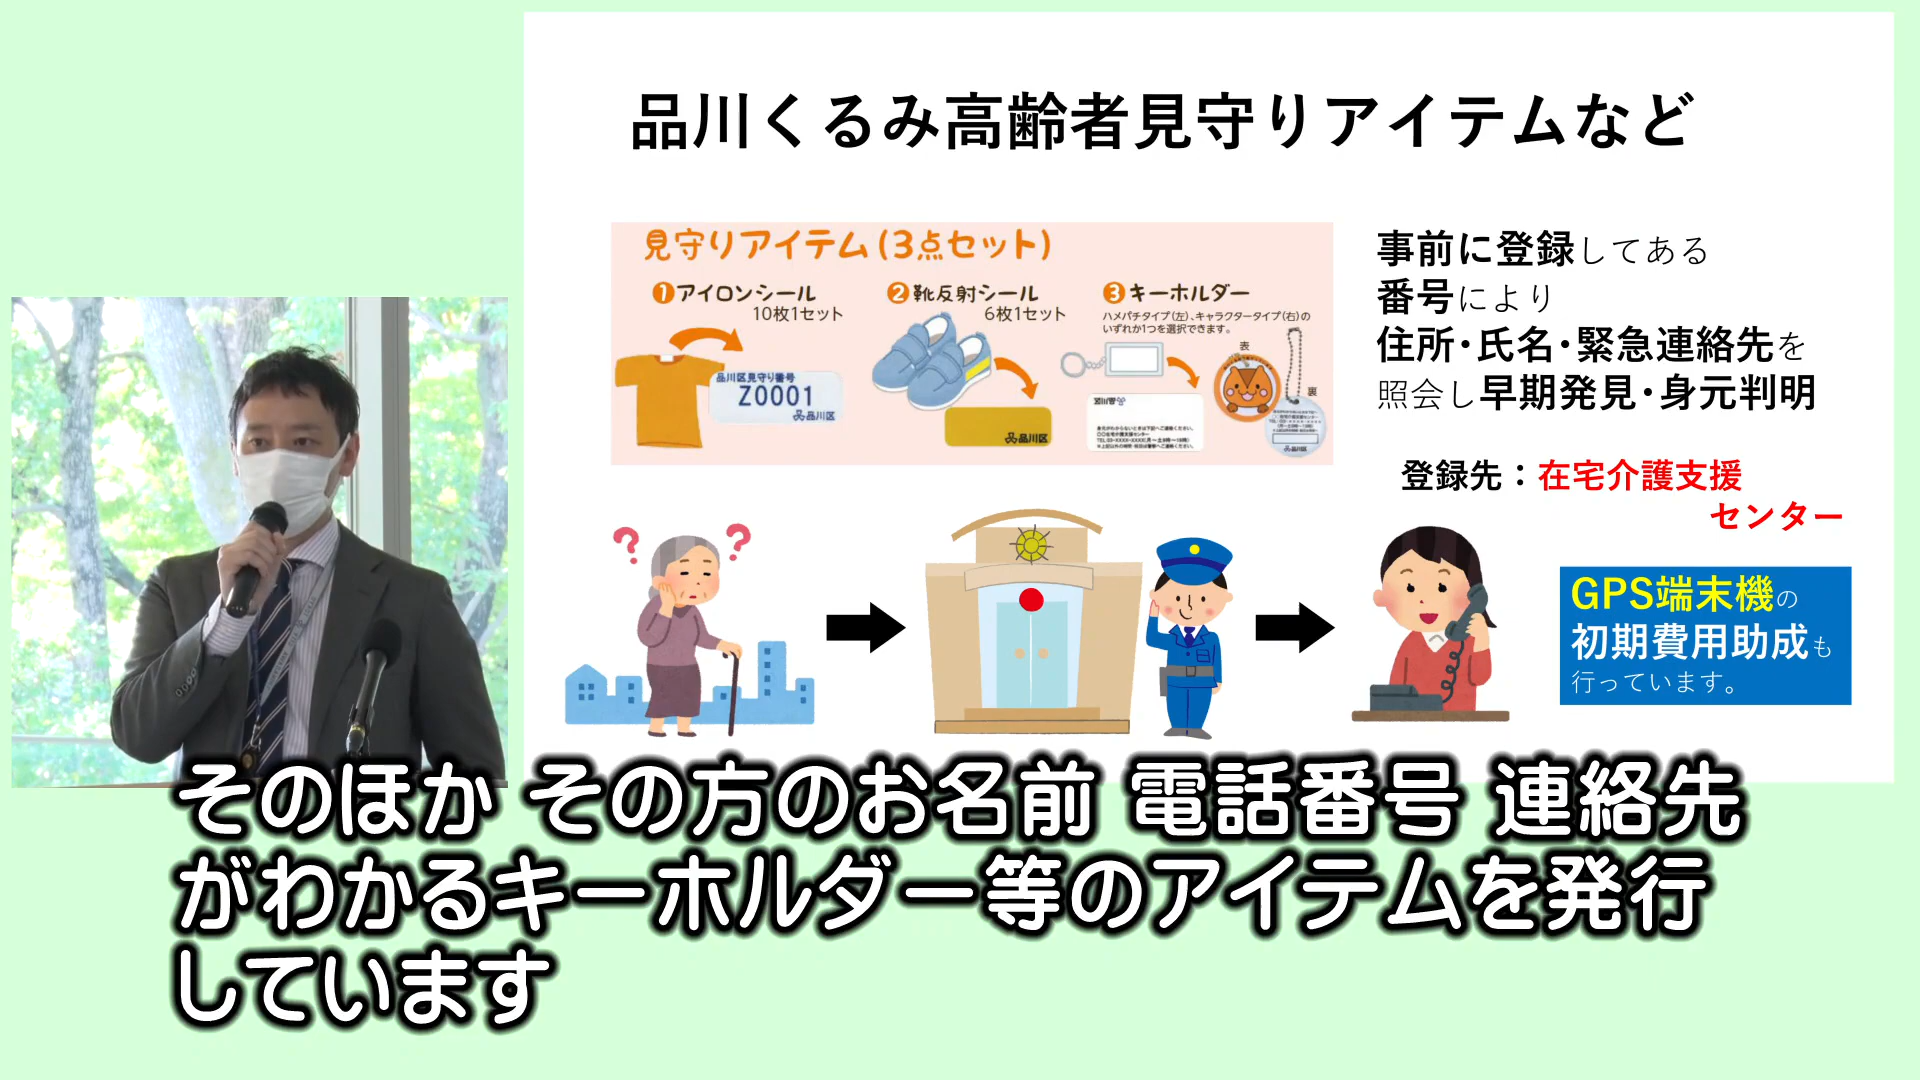 品川くるみ高齢者見守りアイテムなど
見守りアイテム(3点セット)
1 アイロンシール
10枚1セット
品川区見守り番号
Z0001
品川区
2 靴反射シール
6枚1セット
品川区
3 キーホルダー
ハメパチタイプ(左)、キャラクタータイプ(右)の
いずれか1つを選択できます。
表
裏
品川区
事前に登録してある
番号により
住所・氏名・緊急連絡先を
照会し早期発見・身元判明
登録先:在宅介護支援
センター
? ?
GPS端末機の
初期費用助成も
行っています。
そのほか その方のお名前 電話番号 連絡先
がわかるキーホルダー等のアイテムを発行
しています